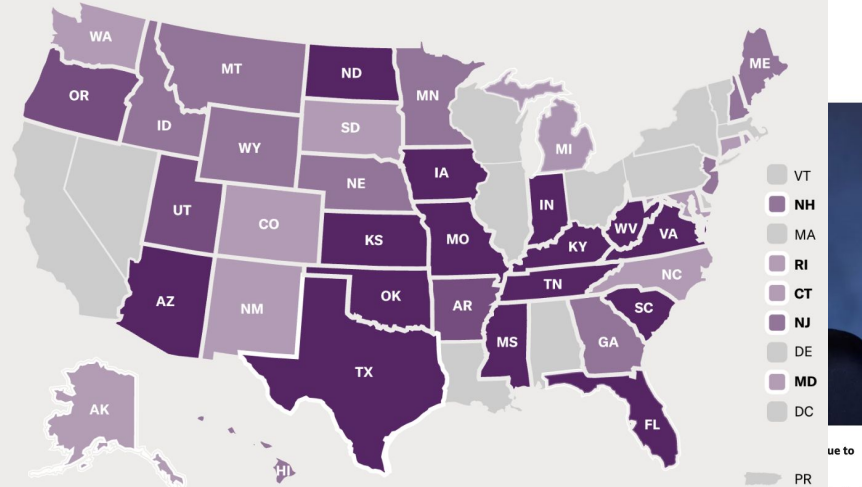 WA
MT
ND
MN
ME
OR
ID
SD
WY
MI
NE
IA
UT
CO
IN
KS
MO
WV
VA
KY
AZ
NM
OK
AR
TN
NC
SC
MS
GA
TX
FL
AK
HI
VT
NH
MA
RI
CT
NJ
DE
MD
DC
PR
ue to